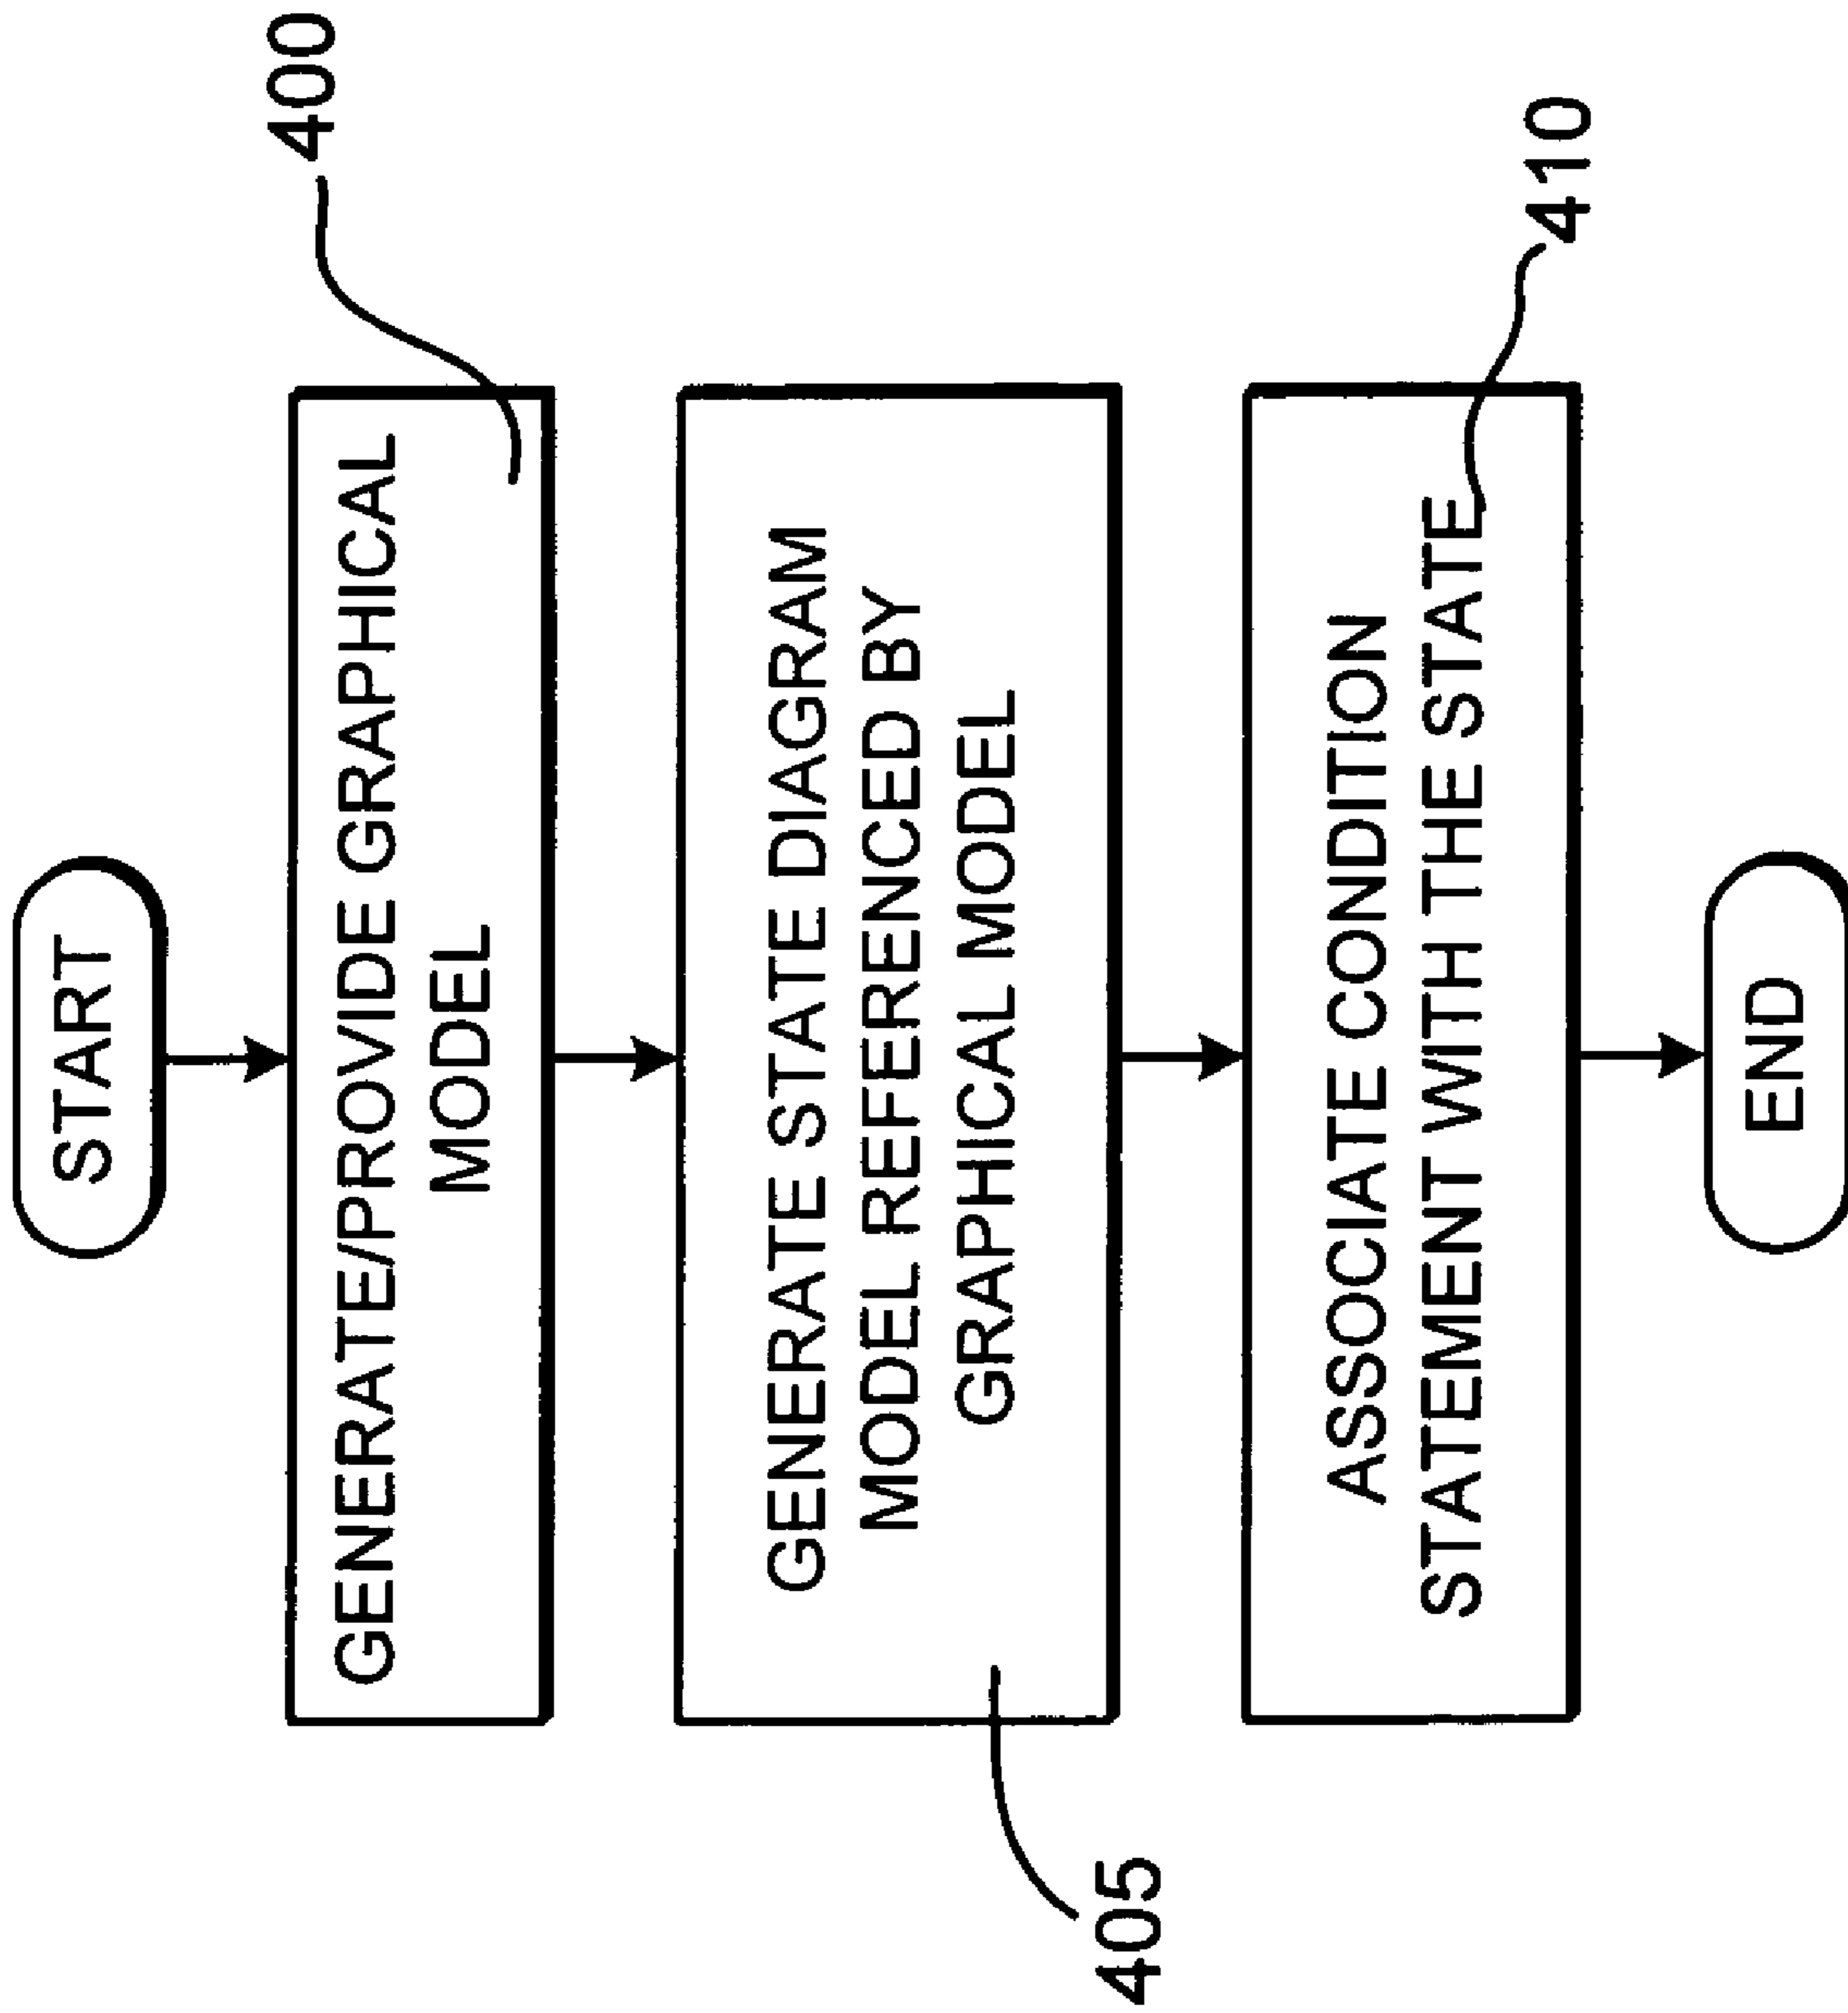 START
400
GENERATE/PROVIDE GRAPHICAL
MODEL
GENERATE STATE DIAGRAM
MODEL REFERENCED BY
GRAPHICAL MODEL
405
ASSOCIATE CONDITION
STATEMENT WITH THE STATE
410
END